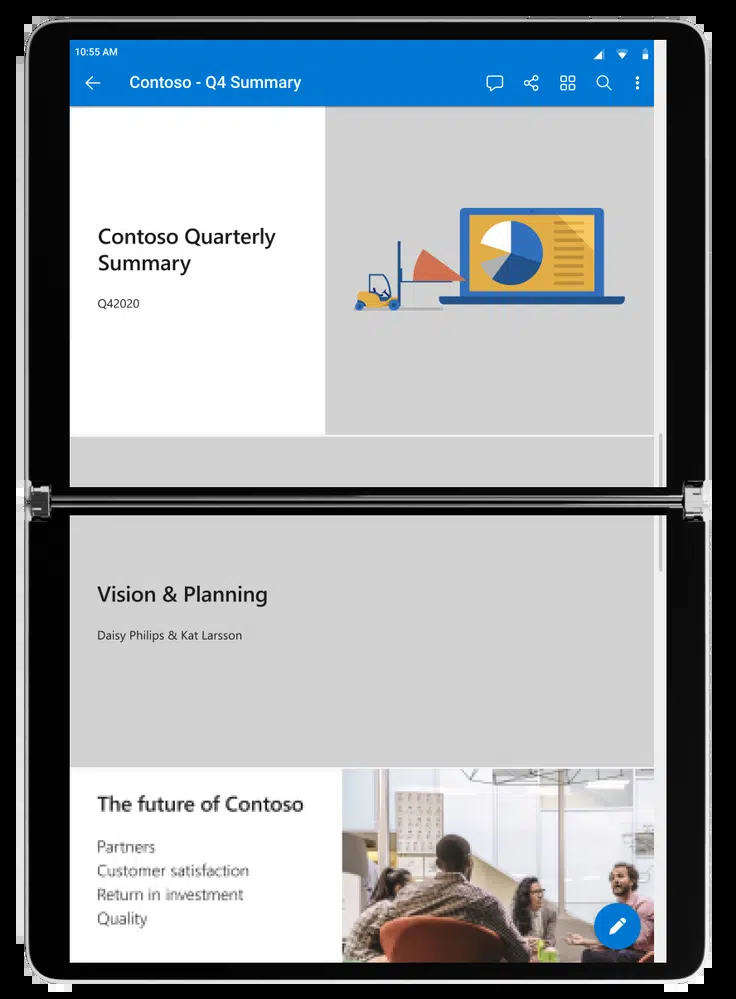 10:55 AM
Contoso - Q4 Summary
Contoso Quarterly
Summary
Q42020
Vision & Planning
Daisy Philips & Kat Larsson
The future of Contoso
Partners
Customer satisfaction
Return in investment
Quality